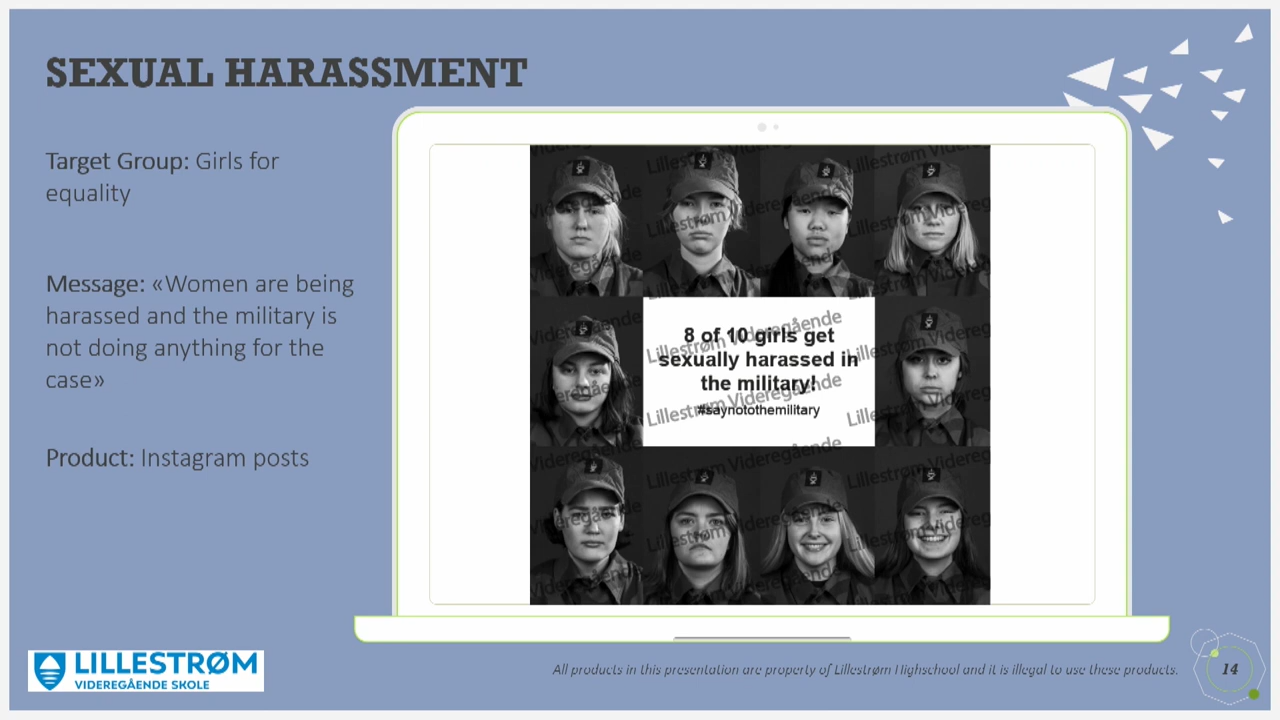 SEXUAL HARASSMENT
Target Group: Girls for
equality
Message: «Women are being
harassed and the military is
not doing anything for the
case»
Product: Instagram posts
Lillestrøm Videregående
8 of 10 girls get
sexually harassed in
the military!
#saynotothemilitary
LILLESTRØM
VIDEREGÅENDE SKOLE
All products in this presentation are property of Lillestrøm Highschool and it is illegal to use these products.
14